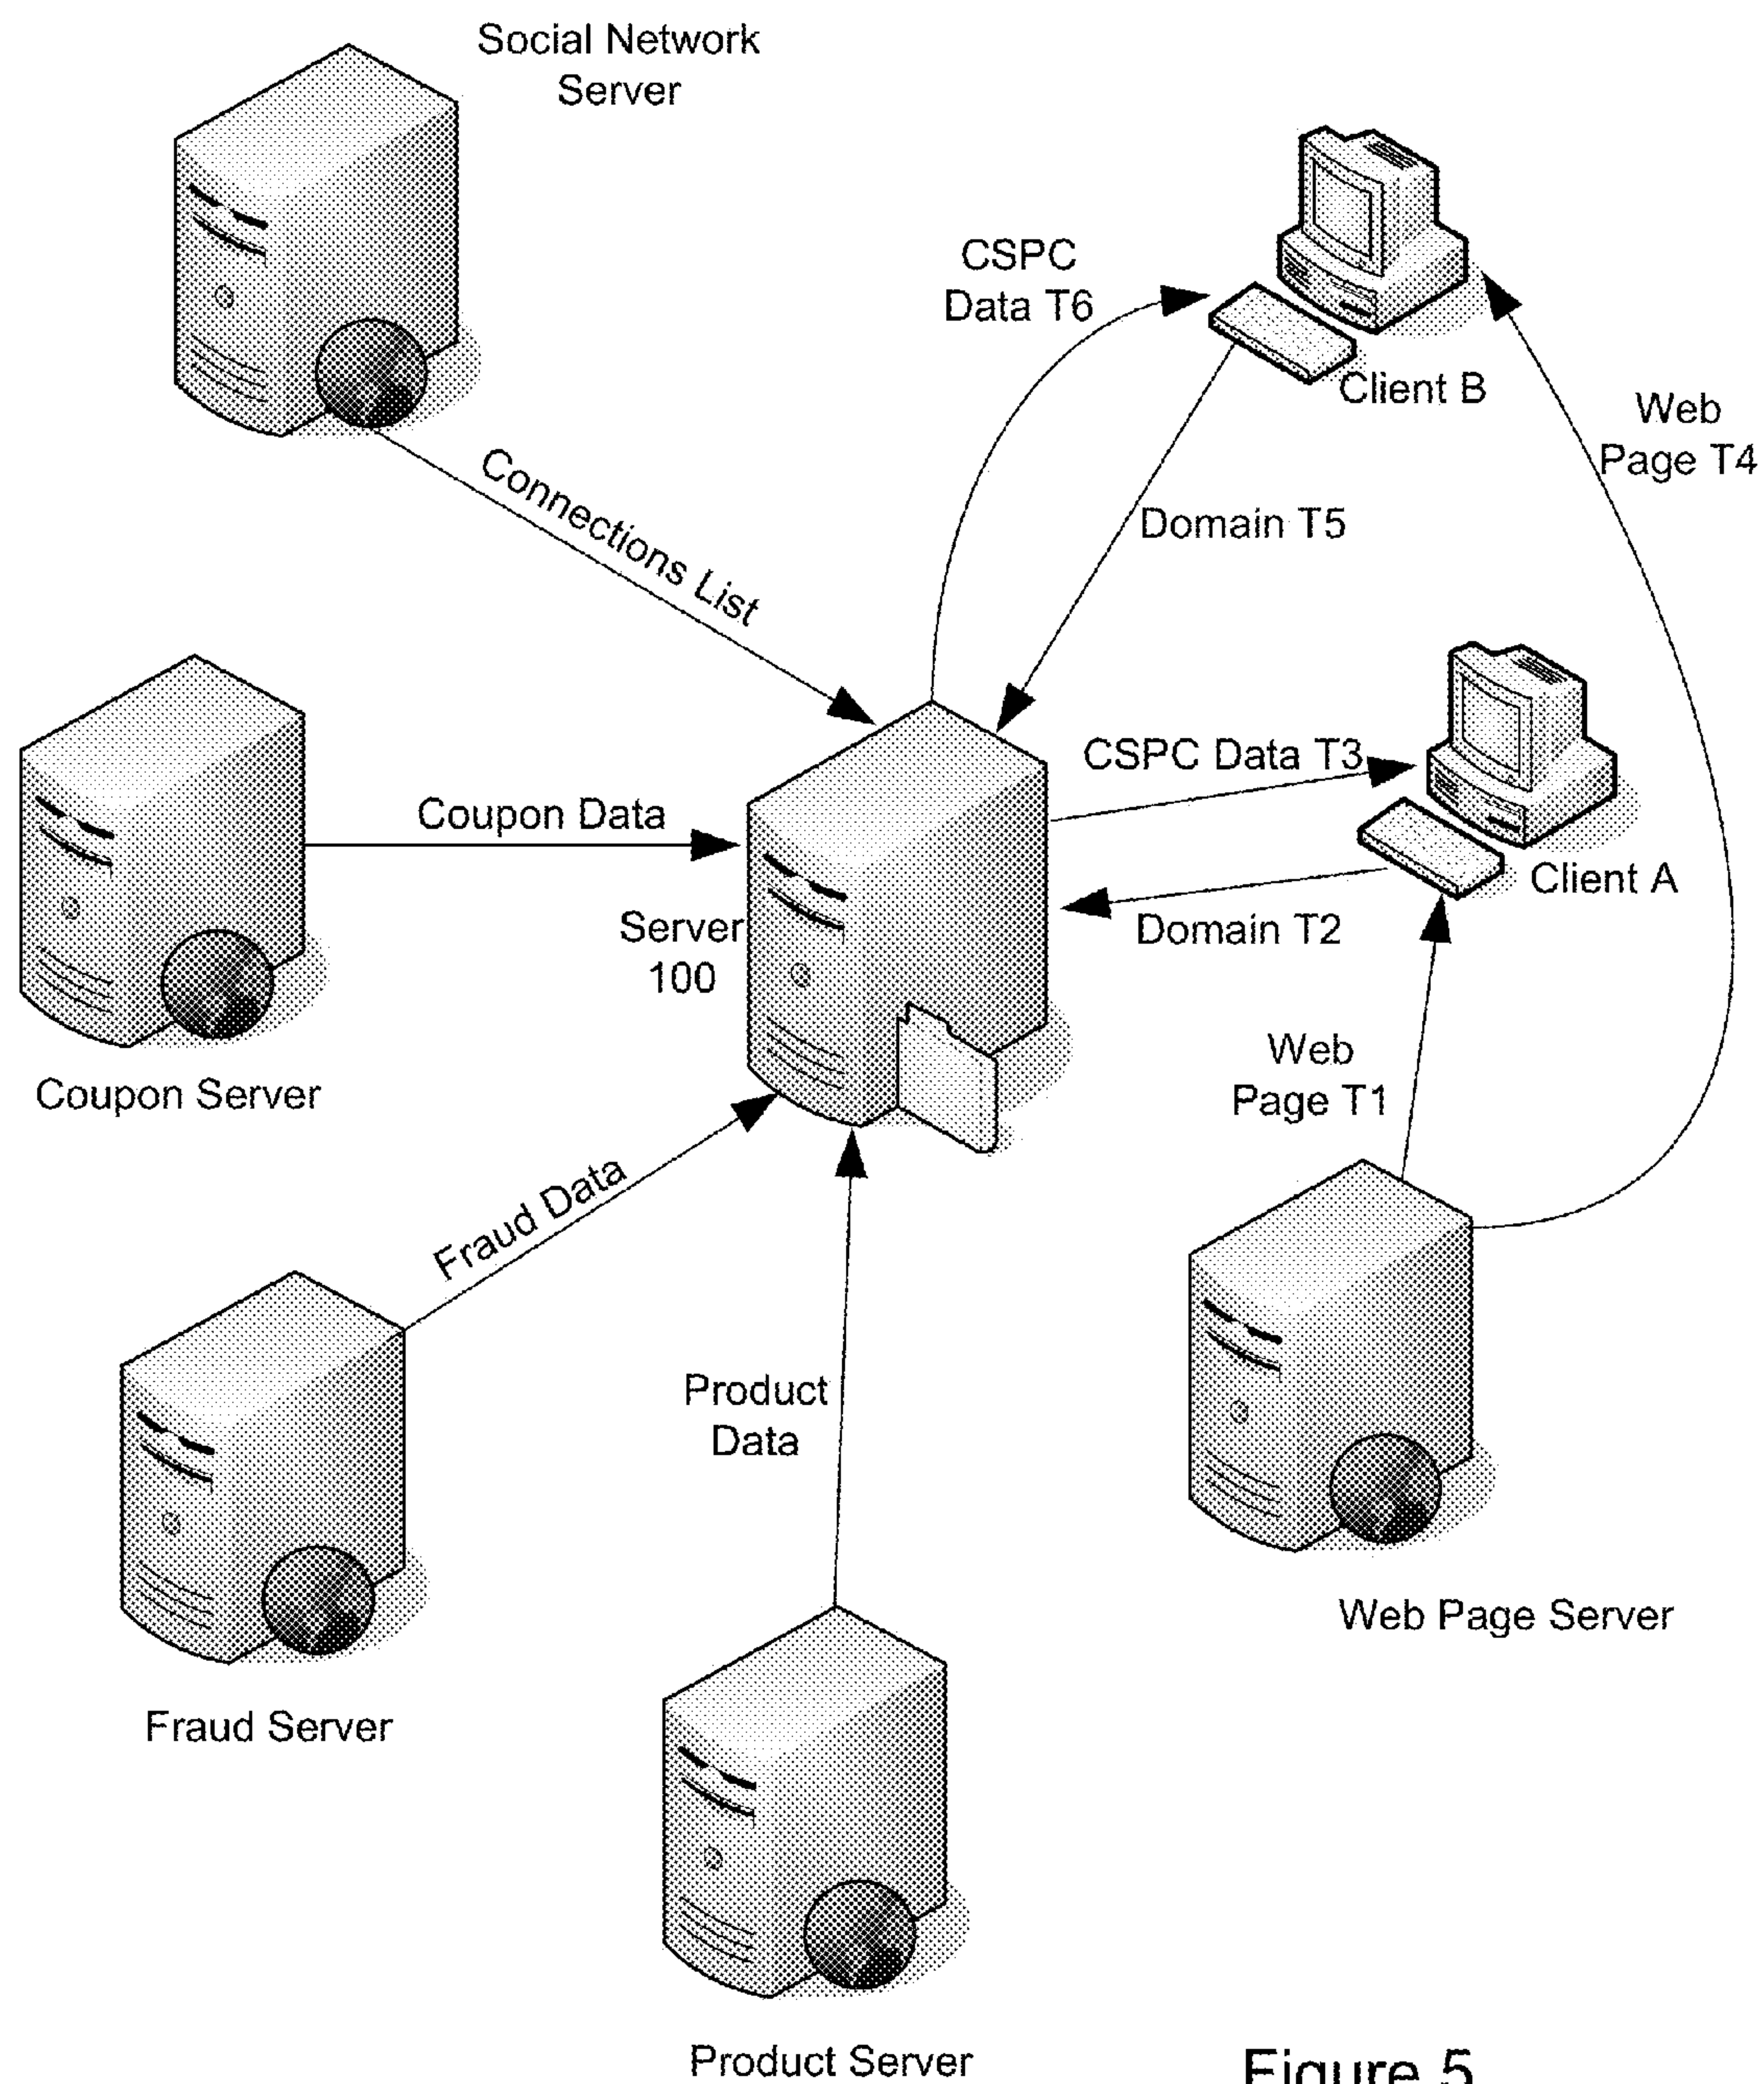 Social Network
Server
CSPC
Data T6
Client B
Web
Page T4
Connections List
Domain T5
CSPC Data T3
Coupon Data
Client A
Server
100
Domain T2
Web
Page T1
Coupon Server
Fraud Data
Product
Data
Web Page Server
Fraud Server
Product Server
Figure 5